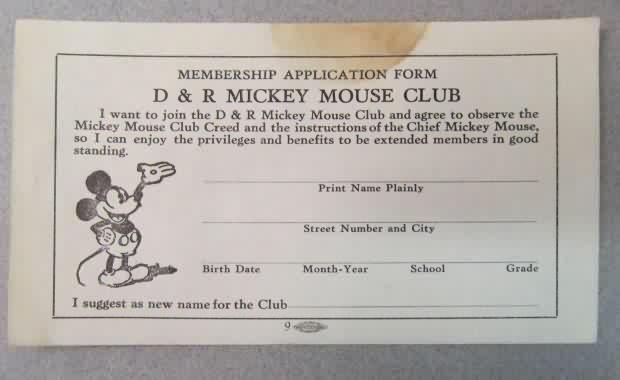 MEMBERSHIP APPLICATION FORM
D & R MICKEY MOUSE CLUB
I want to join the D & R Mickey Mouse Club and agree to observe the
Mickey Mouse Club Creed and the instructions of the Chief Mickey Mouse,
so I can enjoy the privileges and benefits to be extended members in good
standing.
Print Name Plainly
Street Number and City
Birth Date Month-Year School Grade
I suggest as new name for the Club
9